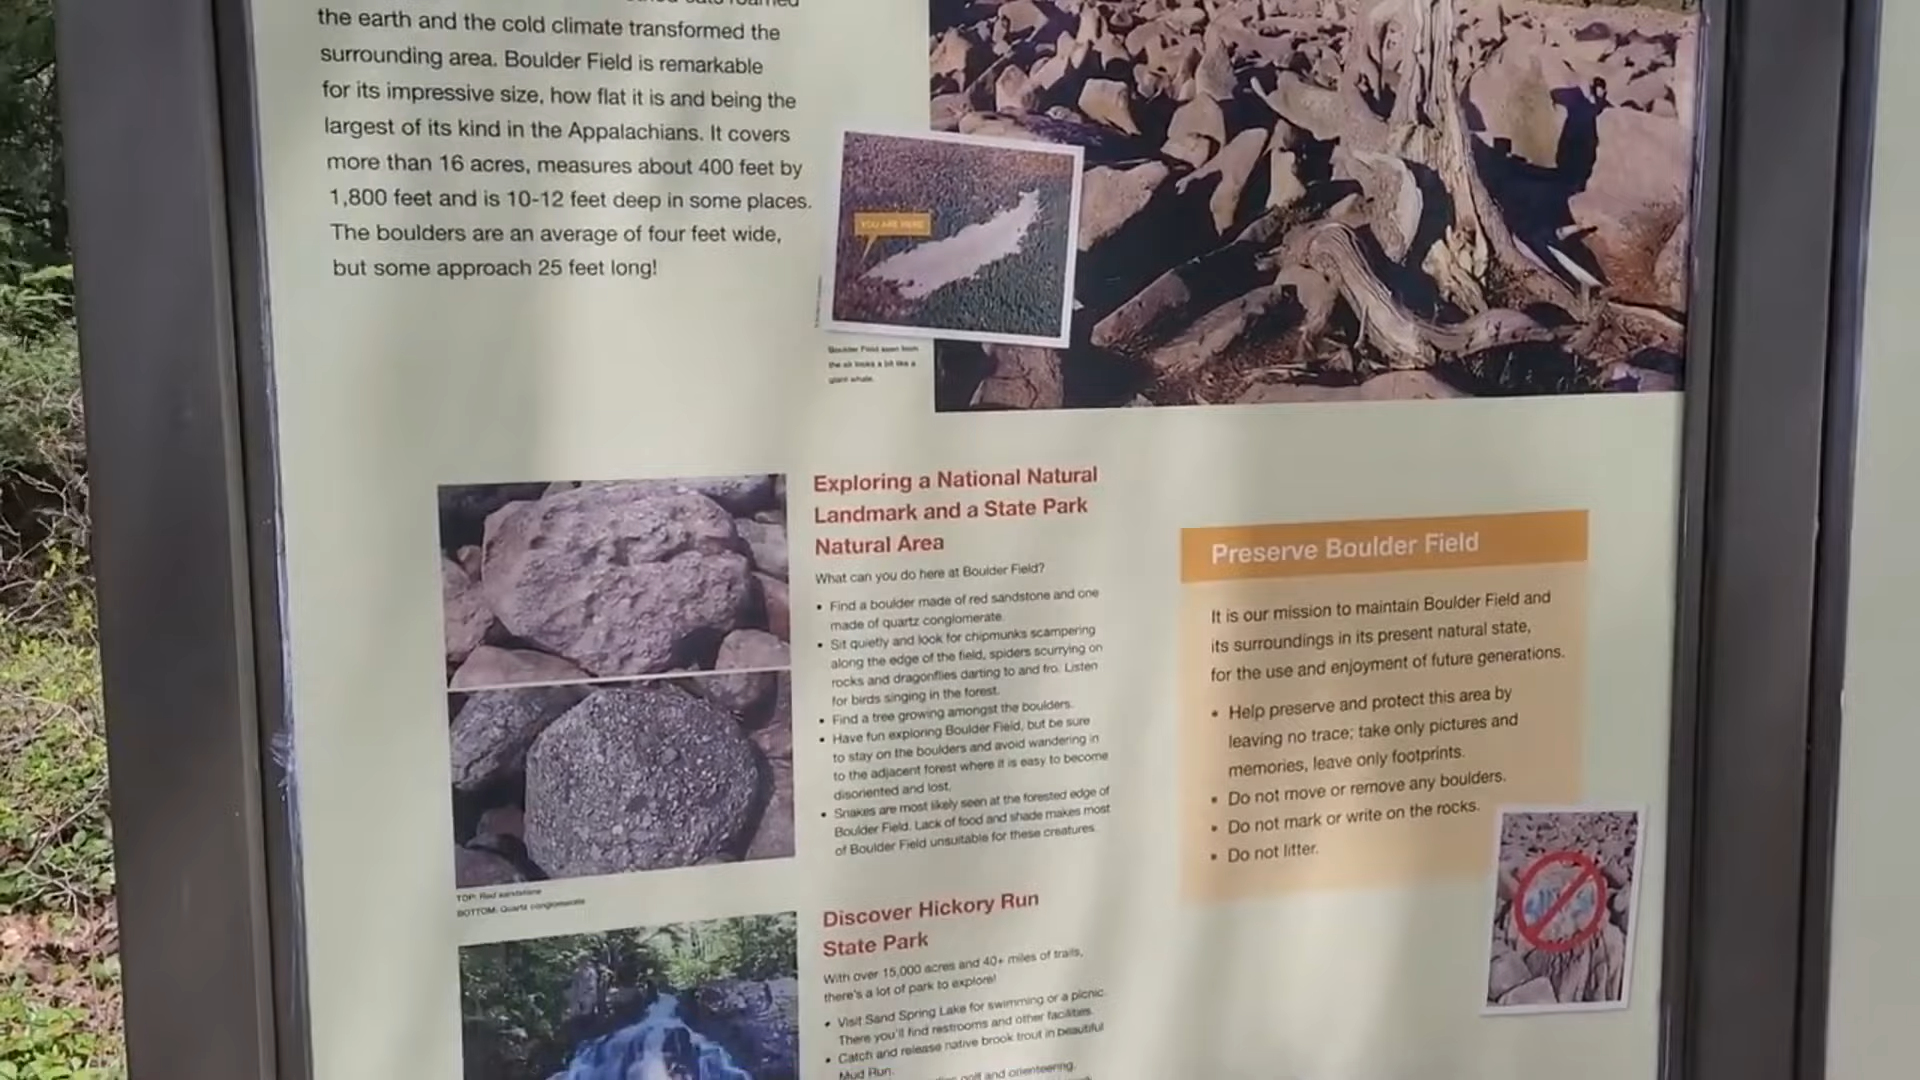 the earth and the cold climate transformed the
surrounding area. Boulder Field is remarkable
for its impressive size, how flat it is and being the
largest of its kind in the Appalachians. It covers
more than 16 acres, measures about 400 feet by
1,800 feet and is 10-12 feet deep in some places.
The boulders are an average of four feet wide,
but some approach 25 feet long!
YOU ARE HERE
Boulder Field seen from
the air looks a bit like a
giant whale.
TOP: Red sandstone
BOTTOM: Quartz conglomerate
Exploring a National Natural
Landmark and a State Park
Natural Area
What can you do here at Boulder Field?
• Find a boulder made of red sandstone and one
made of quartz conglomerate.
• Sit quietly and look for chipmunks scampering
along the edge of the field, spiders scurrying on
rocks and dragonflies darting to and fro. Listen
for birds singing in the forest.
• Find a tree growing amongst the boulders.
• Have fun exploring Boulder Field, but be sure
to stay on the boulders and avoid wandering in
to the adjacent forest where it is easy to become
disoriented and lost.
• Snakes are most likely seen at the forested edge of
Boulder Field. Lack of food and shade makes most
of Boulder Field unsuitable for these creatures.
Discover Hickory Run
State Park
With over 15,000 acres and 40+ miles of trails,
there's a lot of park to explore!
• Visit Sand Spring Lake for swimming or a picnic.
There you'll find restrooms and other facilities.
• Catch and release native brook trout in beautiful
Mud Run.
golf and orienteering.
Preserve Boulder Field
It is our mission to maintain Boulder Field and
its surroundings in its present natural state,
for the use and enjoyment of future generations.
• Help preserve and protect this area by
leaving no trace; take only pictures and
memories, leave only footprints.
• Do not move or remove any boulders.
• Do not mark or write on the rocks.
• Do not litter.